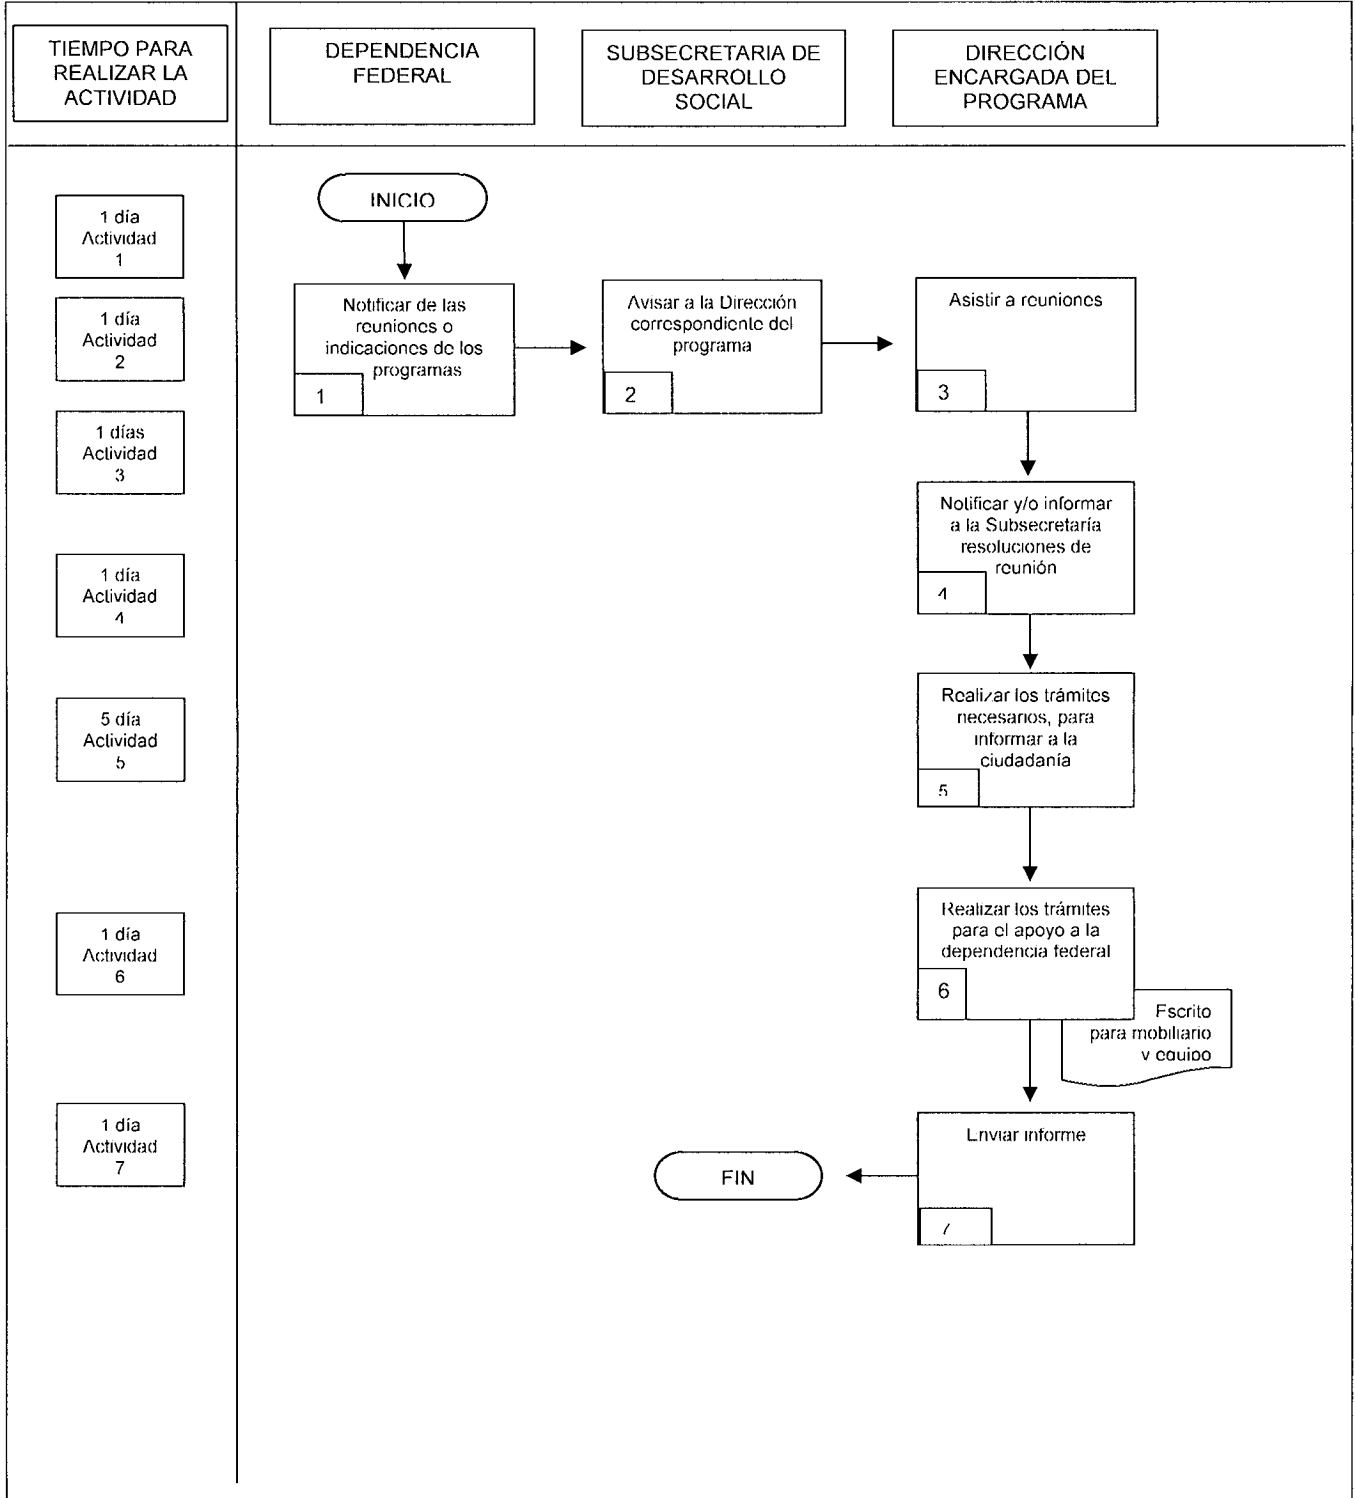 TIEMPO PARA
REALIZAR LA
ACTIVIDAD
DEPENDENCIA
FEDERAL
SUBSECRETARIA DE
DESARROLLO
SOCIAL
DIRECCIÓN
ENCARGADA DEL
PROGRAMA
INICIO
1 día
Actividad
1
1 día
Actividad
2
1 días
Actividad
3
1 día
Actividad
4
5 día
Actividad
5
1 día
Actividad
6
1 día
Actividad
7
Notificar de las
reuniones o
indicaciones de los
programas
1
Avisar a la Dirección
correspondiente del
programa
2
Asistir a reuniones
3
Notificar y/o informar
a la Subsecretaría
resoluciones de
reunión
4
Realizar los trámites
necesarios, para
informar a la
ciudadanía
5
Realizar los trámites
para el apoyo a la
dependencia federal
6
Escrito
para mobiliario
y equipo
Enviar informe
7
FIN